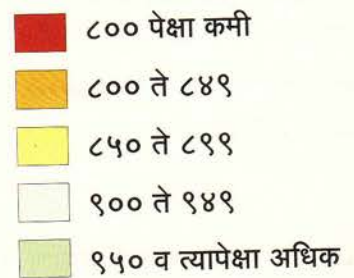 ८०० पेक्षा कमी
८०० ते ८४९
८५० ते ८९९
९०० ते ९४९
९५० व त्यापेक्षा अधिक